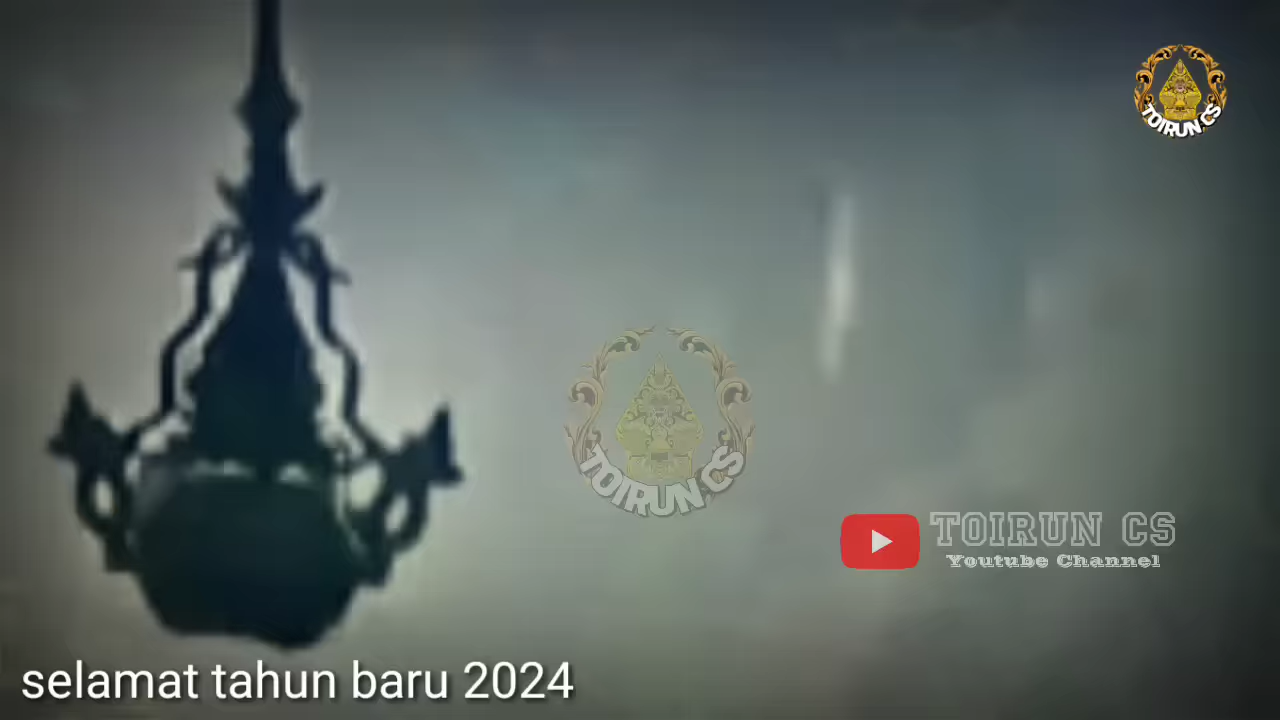 TOIRUN.CS
TOIRUN.CS
TOIRUN CS
Youtube Channel
selamat tahun baru 2024